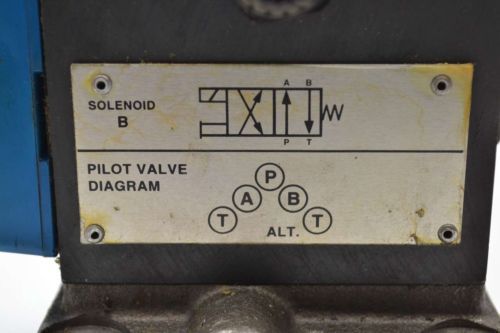 A B
SOLENOID
B
P T
PILOT VALVE
DIAGRAM
P
A B
T T
ALT.